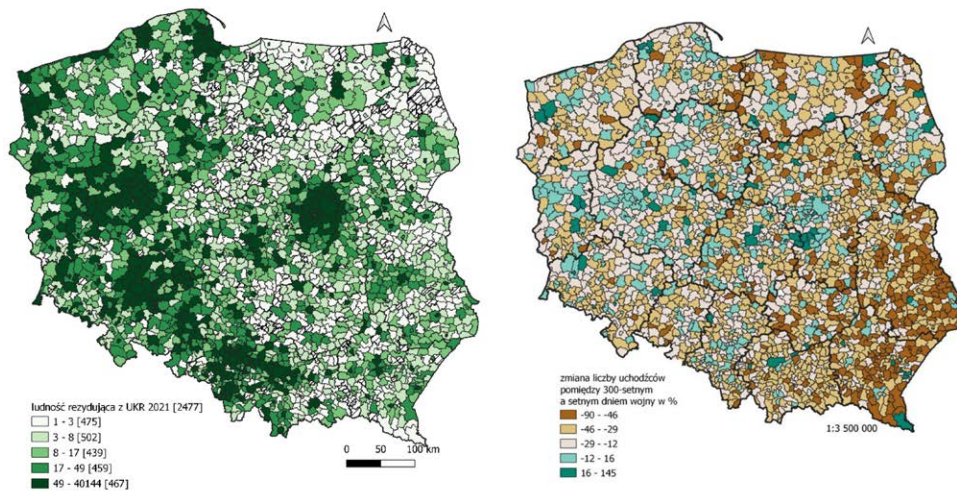 ludność rezydująca z UKR 2021 [2477]
1 - 3 [475]
3 - 8 [502]
8 - 17 [439]
17 - 49 [459]
49 - 40144 [467]
0 50 100 km
zmiana liczby uchodźców
pomiędzy 300-setnym
a setnym dniem wojny w %
-90 - -46
-46 - -29
-29 - -12
-12 - 16
16 - 145
1:3 500 000